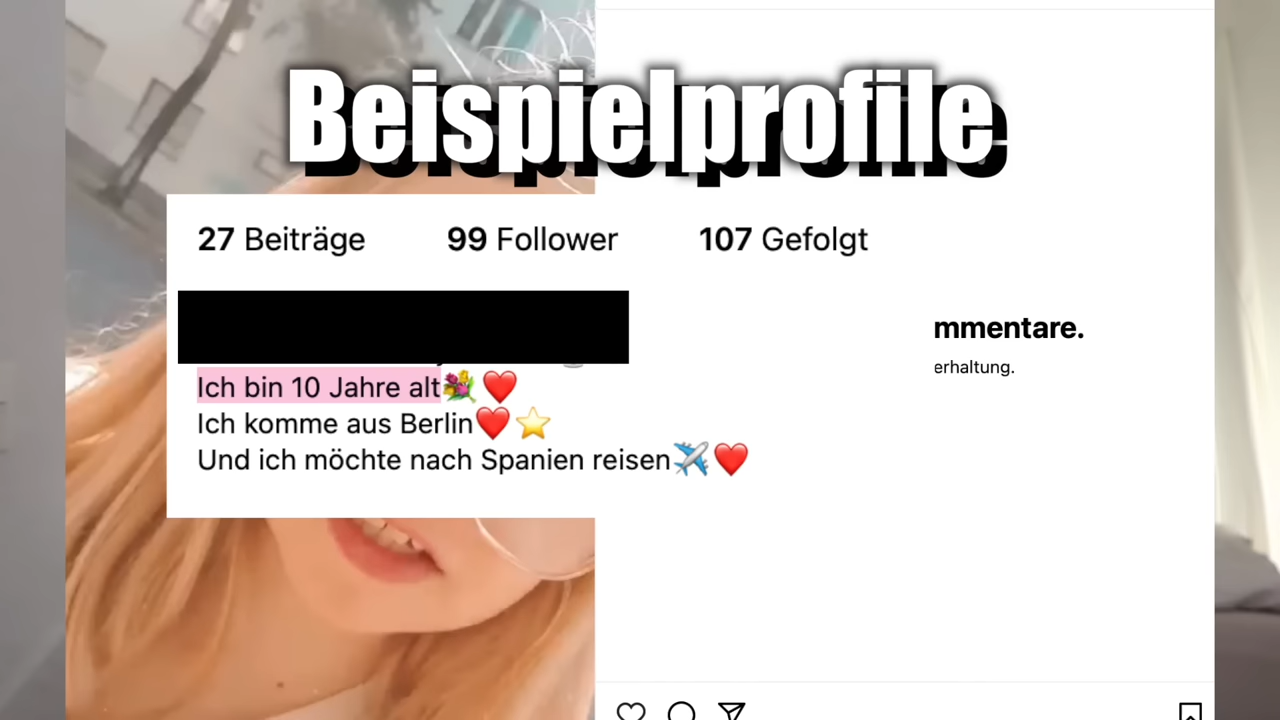 Beispielprofile
27 Beiträge 99 Follower 107 Gefolgt
mmentare.
erhaltung.
Ich bin 10 Jahre alt💐❤️
Ich komme aus Berlin❤️⭐
Und ich möchte nach Spanien reisen✈️❤️